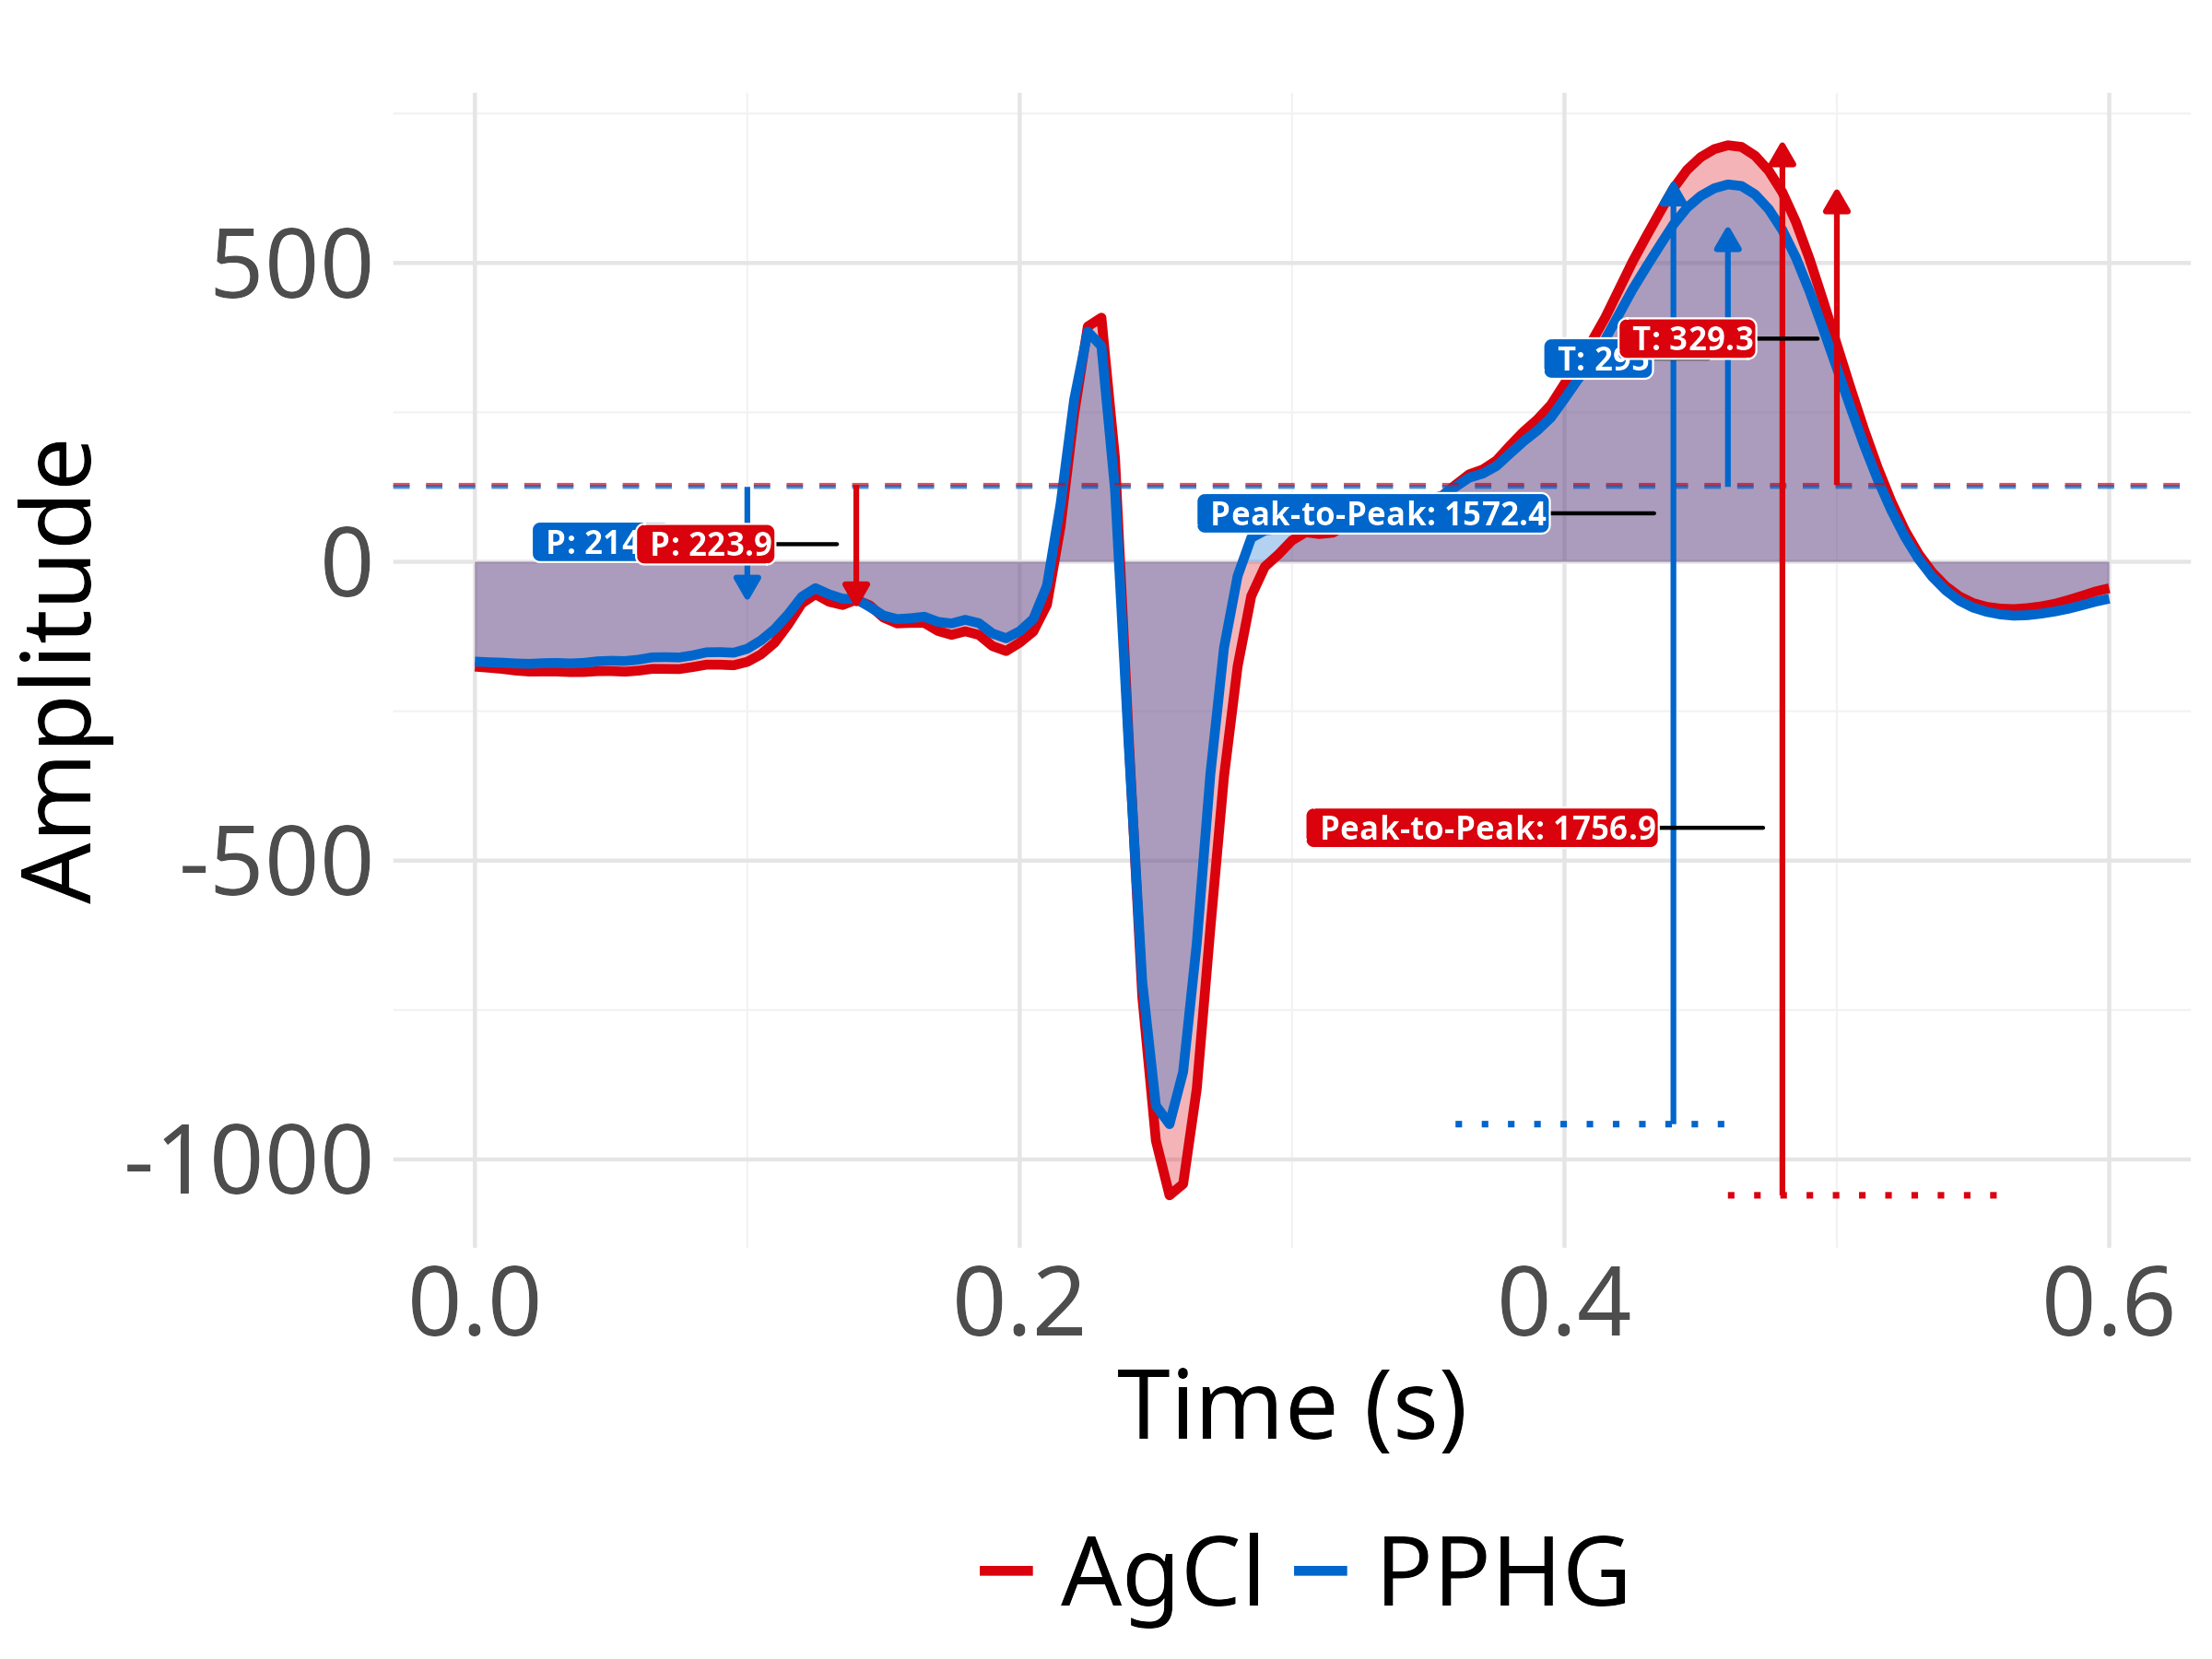 Amplitude
500
0
-500
-1000
T: 329.3
T:
Peak-to-Peak: 1572.4
P:
P: 223.9
Peak-to-Peak: 1756.9
0.0
0.2
0.4
0.6
Time (s)
AgCl
PPHG